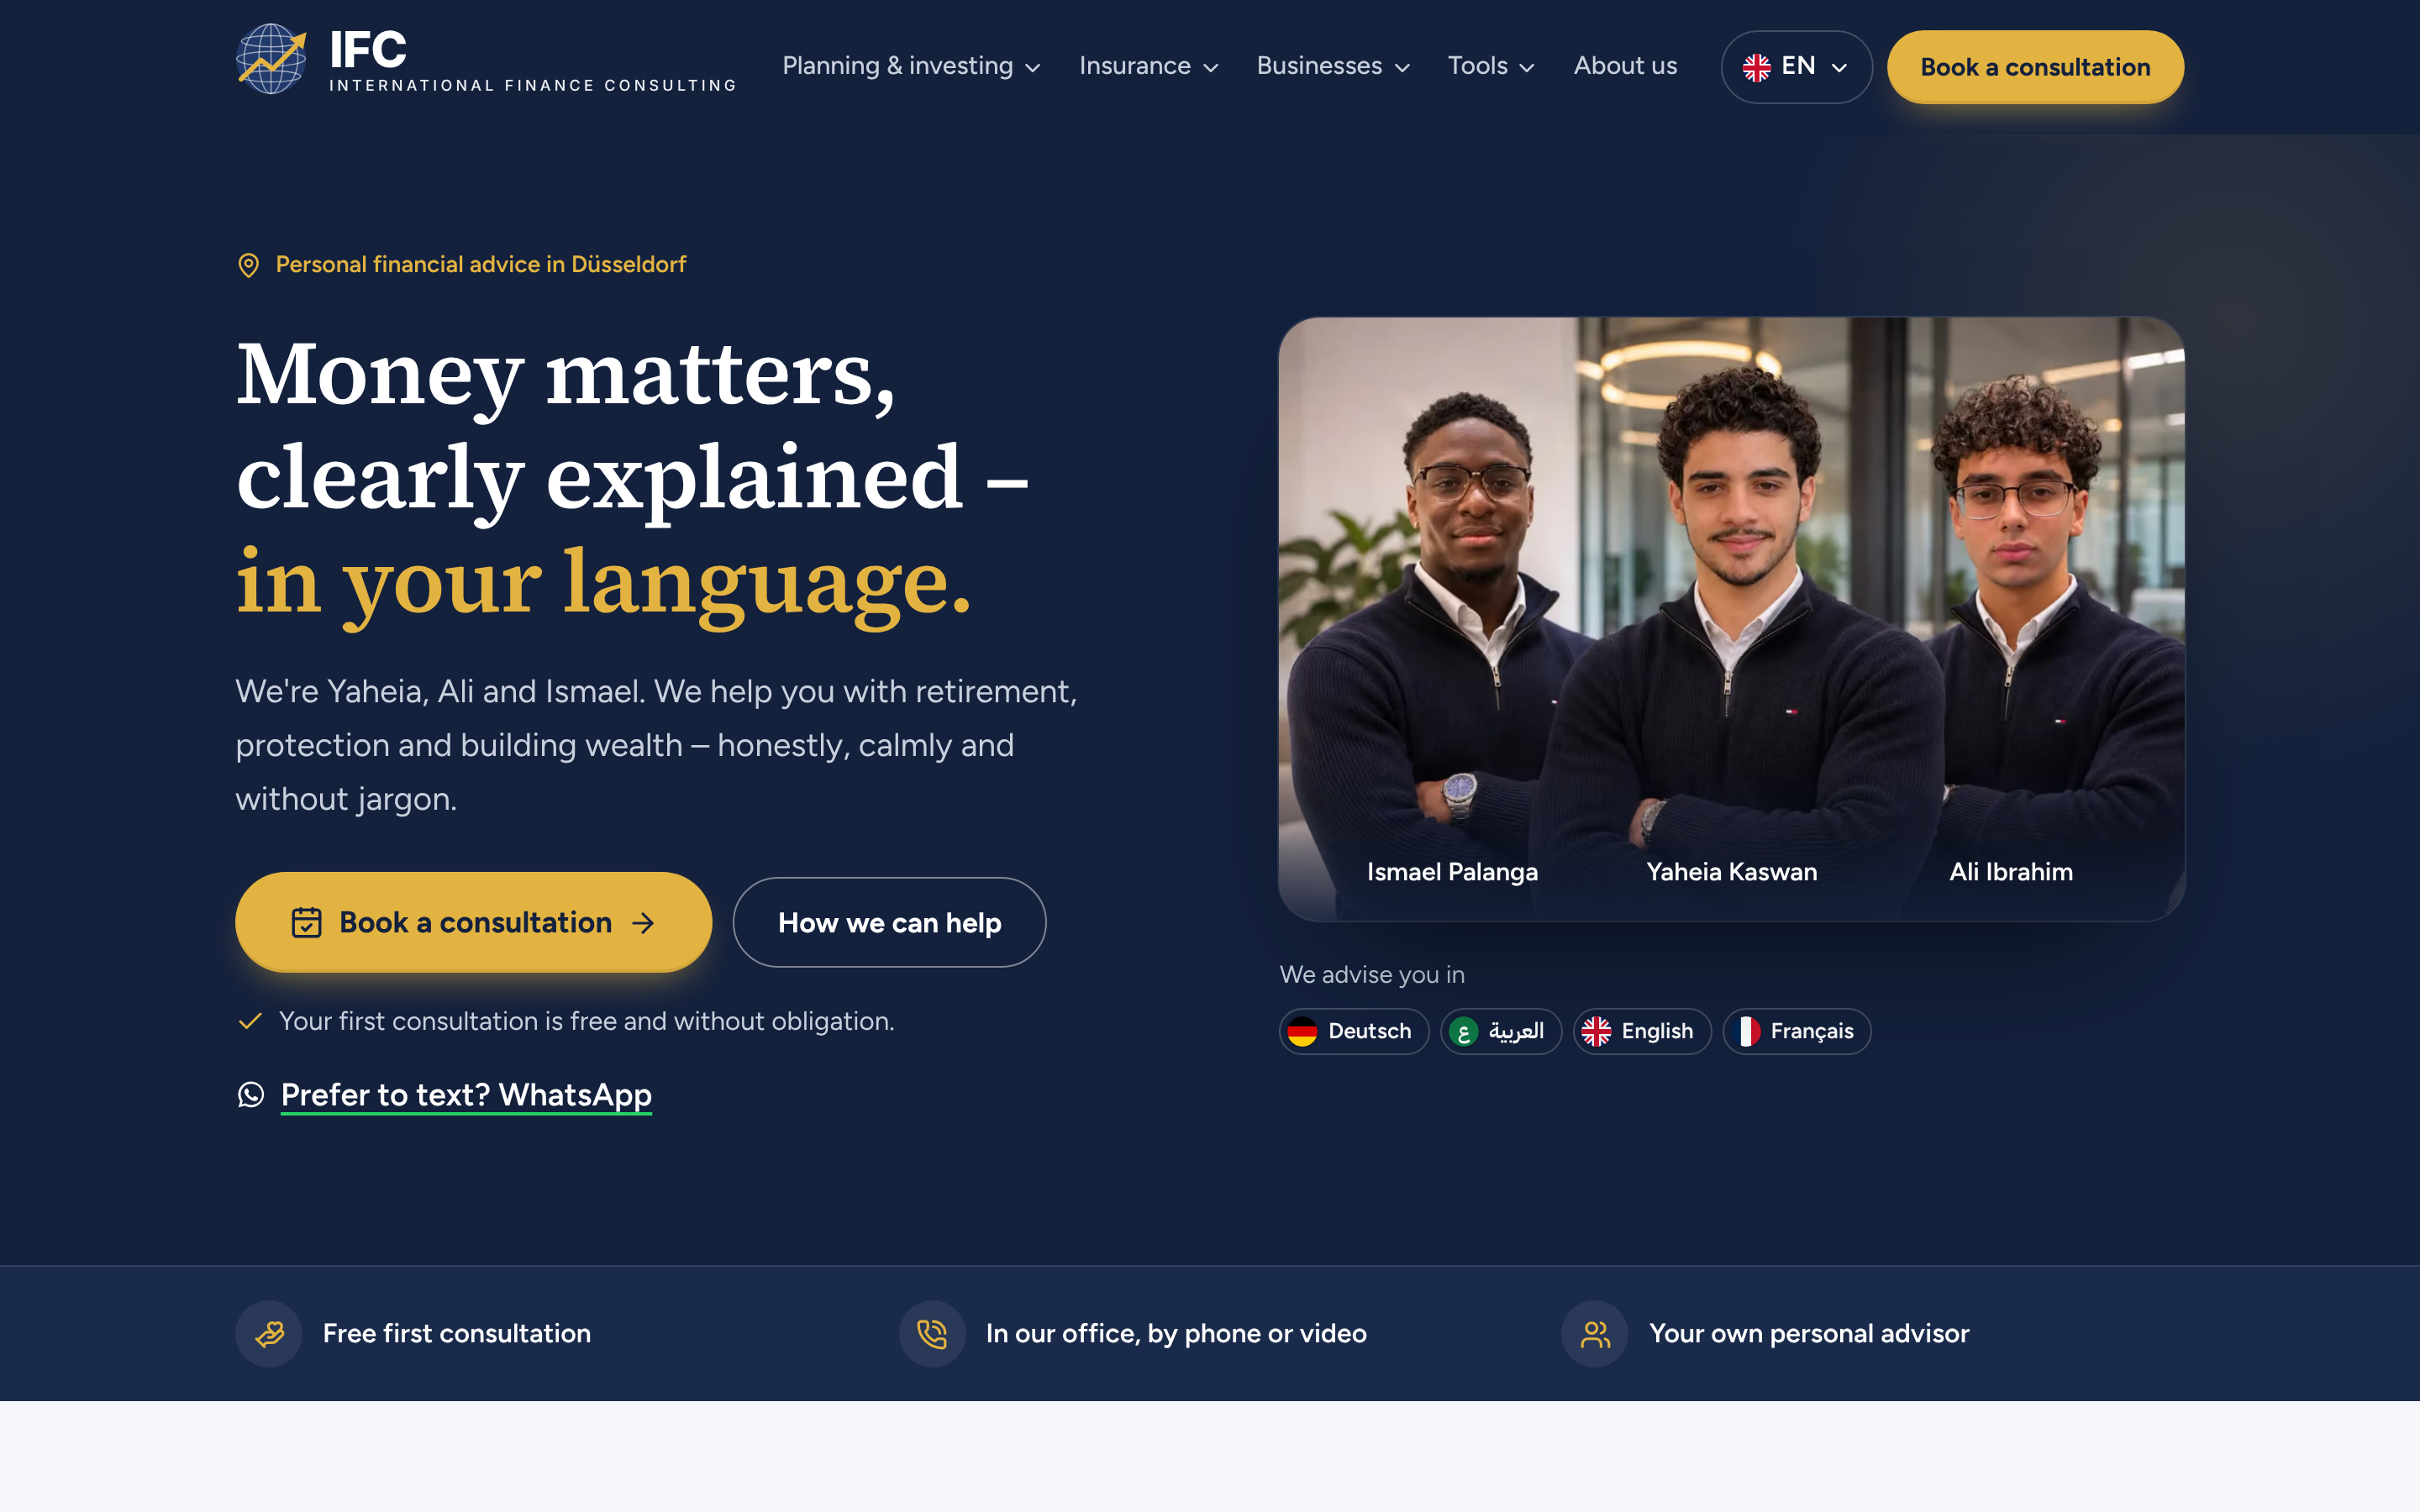 IFC
INTERNATIONAL FINANCE CONSULTING
Planning & investing
Insurance
Businesses
Tools
About us
EN
Book a consultation
Personal financial advice in Düsseldorf
Money matters,
clearly explained –
in your language.
We're Yaheia, Ali and Ismael. We help you with retirement,
protection and building wealth – honestly, calmly and
without jargon.
Book a consultation
How we can help
Your first consultation is free and without obligation.
Prefer to text? WhatsApp
Ismael Palanga
Yaheia Kaswan
Ali Ibrahim
We advise you in
Deutsch
ع العربية
English
Français
Free first consultation
In our office, by phone or video
Your own personal advisor